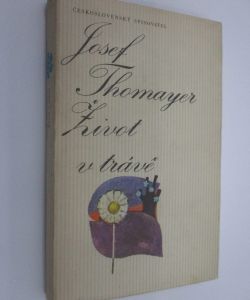 ČESKOSLOVENSKÝ SPISOVATEL
Josef
Thomayer
Život
v trávě